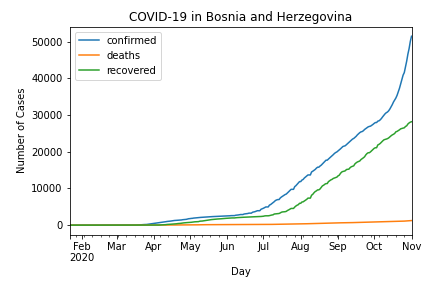 COVID-19 in Bosnia and Herzegovina
confirmed
deaths
recovered
Number of Cases
50000
40000
30000
20000
10000
0
Feb Mar Apr May Jun Jul Aug Sep Oct Nov
2020
Day